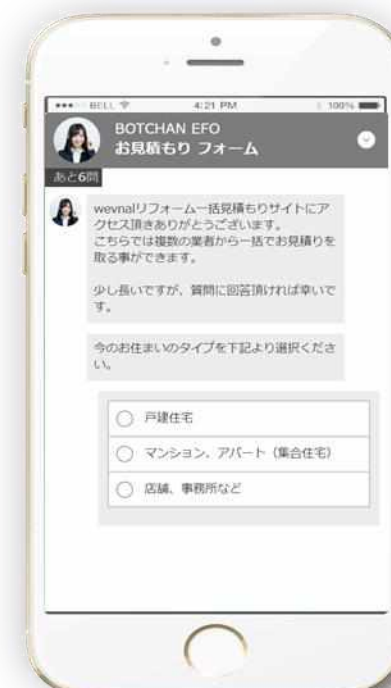 BELL 4:21 PM 100%
BOTCHAN EFO
お見積もり フォーム
あと6問
wevnalリフォーム一括見積もりサイトにア
クセス頂きありがとうございます。
こちらでは複数の業者から一括でお見積りを
取る事ができます。
少し長いですが、質問に回答頂ければ幸いで
す。
今のお住まいのタイプを下記より選択くださ
い。
戸建住宅
マンション、アパート（集合住宅）
店舗、事務所など